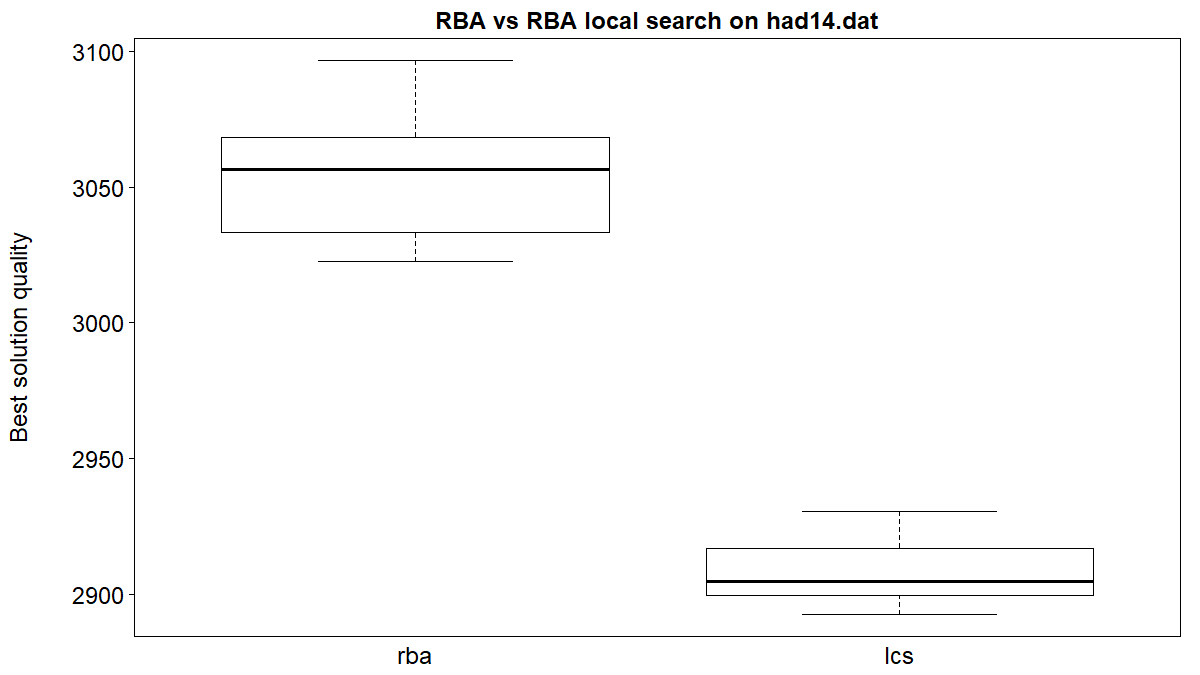 RBA vs RBA local search on had14.dat
Best solution quality
3100
3050
3000
2950
2900
rba
lcs